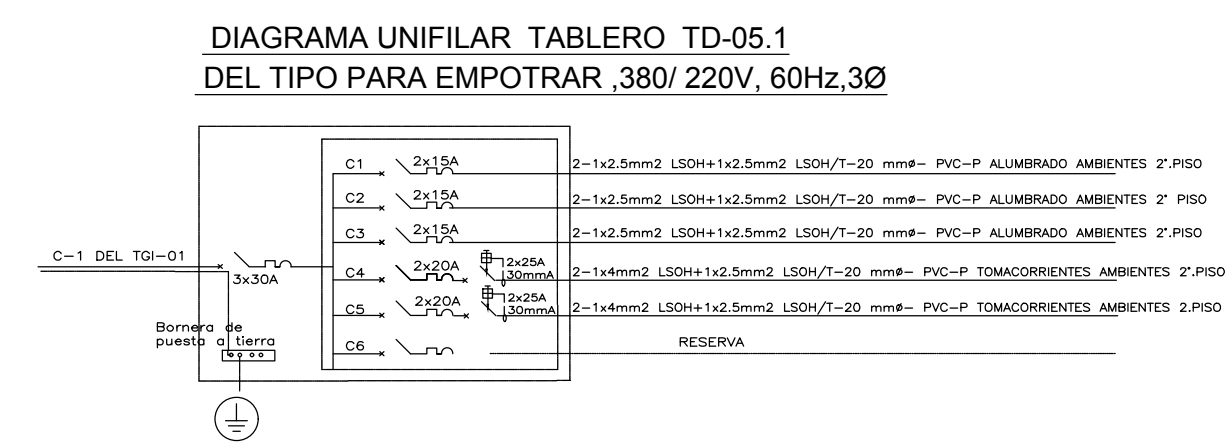 DIAGRAMA UNIFILAR TABLERO TD-05.1
DEL TIPO PARA EMPOTRAR ,380/ 220V, 60Hz,3Ø
C1 2x15A 2-1x2.5mm2 LSOH+1x2.5mm2 LSOH/T-20 mmø- PVC-P ALUMBRADO AMBIENTES 2°.PISO
C2 2x15A 2-1x2.5mm2 LSOH+1x2.5mm2 LSOH/T-20 mmø- PVC-P ALUMBRADO AMBIENTES 2° PISO
C3 2x15A 2-1x2.5mm2 LSOH+1x2.5mm2 LSOH/T-20 mmø- PVC-P ALUMBRADO AMBIENTES 2°.PISO
C-1 DEL TGI-01
3x30A
C4 2x20A 2x25A 30mmA 2-1x4mm2 LSOH+1x2.5mm2 LSOH/T-20 mmø- PVC-P TOMACORRIENTES AMBIENTES 2°.PISO
C5 2x20A 2x25A 30mmA 2-1x4mm2 LSOH+1x2.5mm2 LSOH/T-20 mmø- PVC-P TOMACORRIENTES AMBIENTES 2.PISO
Bornera de
puesta a tierra
C6 RESERVA